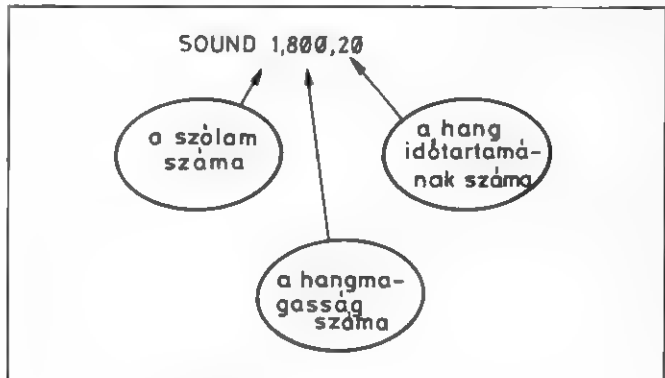 SOUND 1,800,20
a szólam
száma
a hang
időtartamá-
nak száma
a hangma-
gasság
száma